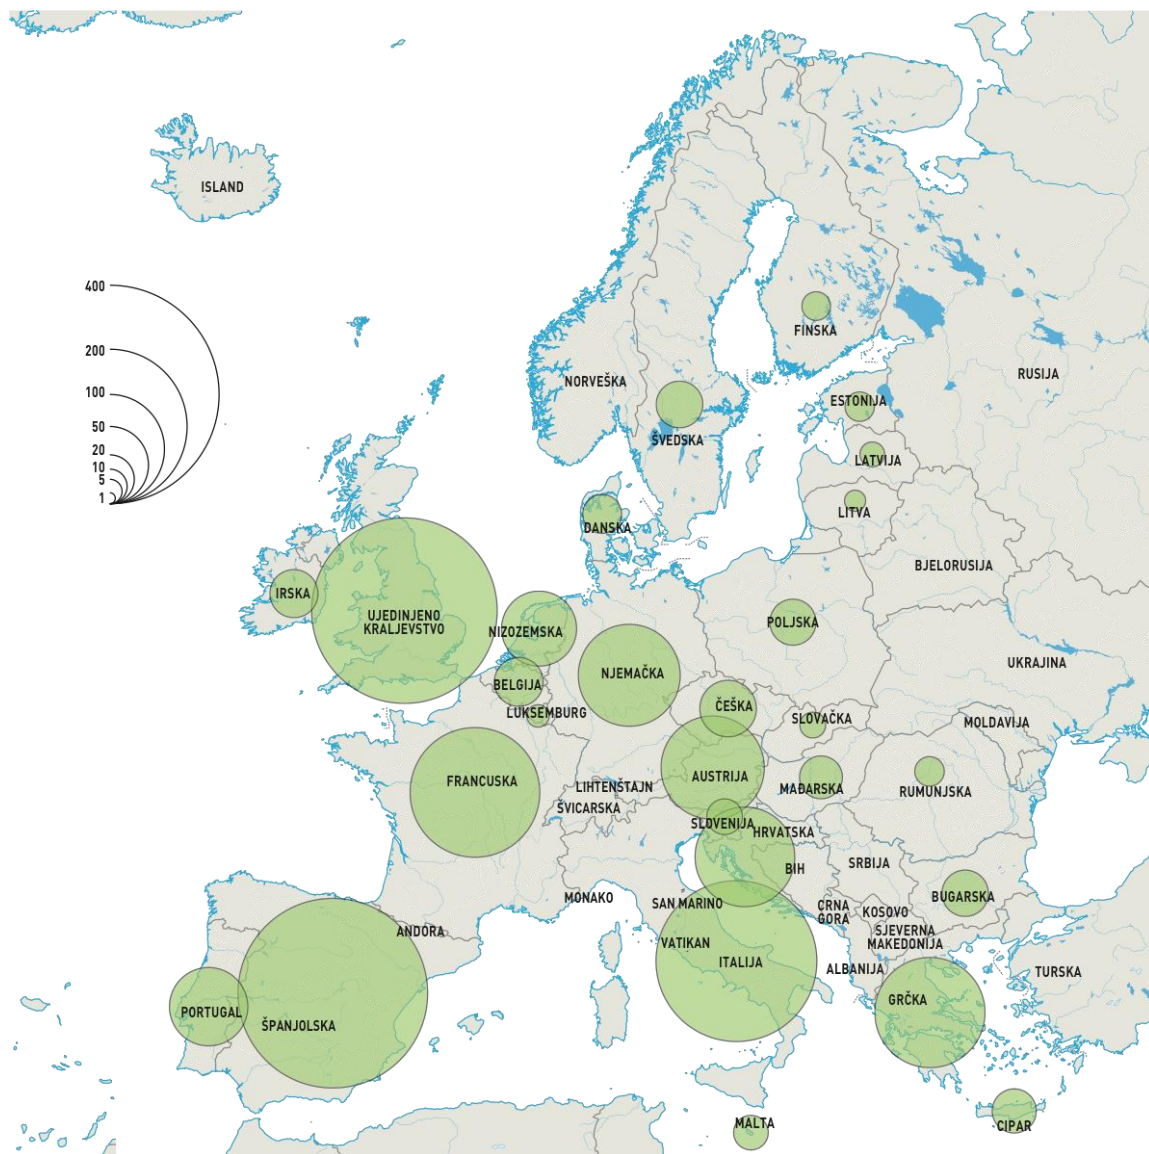 ISLAND
400
200
100
50
20
10
5
1
FINSKA
NORVEŠKA
RUSIJA
ESTONIJA
ŠVEDSKA
LATVIJA
LITVA
DANSKA
BJELORUSIJA
IRSKA
UJEDINJENO
KRALJEVSTVO
NIZOZEMSKA
POLJSKA
UKRAJINA
NJEMAČKA
BELGIJA
LUKSEMBURG
ČEŠKA
SLOVAČKA
MOLDAVIJA
FRANCUSKA
LIHTENŠTAJN
ŠVICARSKA
AUSTRIJA
MAĐARSKA
RUMUNJSKA
SLOVENIJA
HRVATSKA
BIH
SRBIJA
MONAKO
SAN MARINO
CRNA
GORA
KOSOVO
BUGARSKA
SJEVERNA
MAKEDONIJA
ANDORA
VATIKAN
ITALIJA
ALBANIJA
TURSKA
GRČKA
PORTUGAL
ŠPANJOLSKA
MALTA
CIPAR